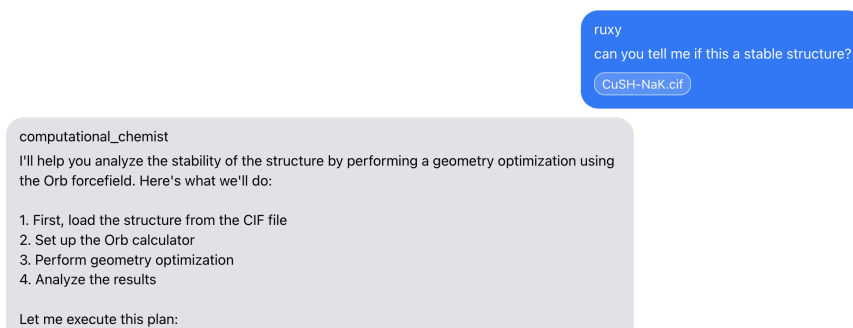 ruxy
can you tell me if this a stable structure?
CuSH-NaK.cif
computational_chemist
I'll help you analyze the stability of the structure by performing a geometry optimization using
the Orb forcefield. Here's what we'll do:
1. First, load the structure from the CIF file
2. Set up the Orb calculator
3. Perform geometry optimization
4. Analyze the results
Let me execute this plan: